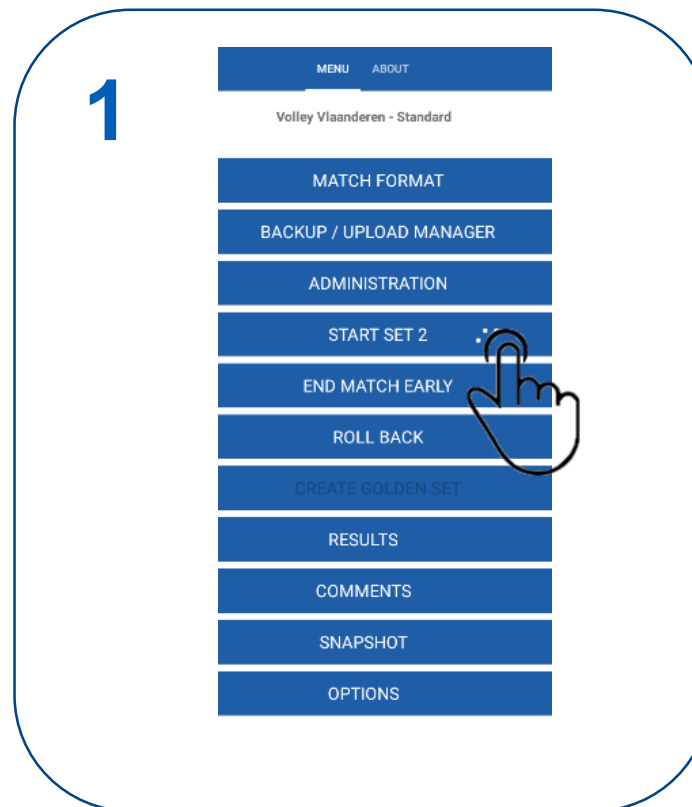 1
MENU ABOUT
Volley Vlaanderen - Standard
MATCH FORMAT
BACKUP / UPLOAD MANAGER
ADMINISTRATION
START SET 2
END MATCH EARLY
ROLL BACK
CREATE GOLDEN SET
RESULTS
COMMENTS
SNAPSHOT
OPTIONS